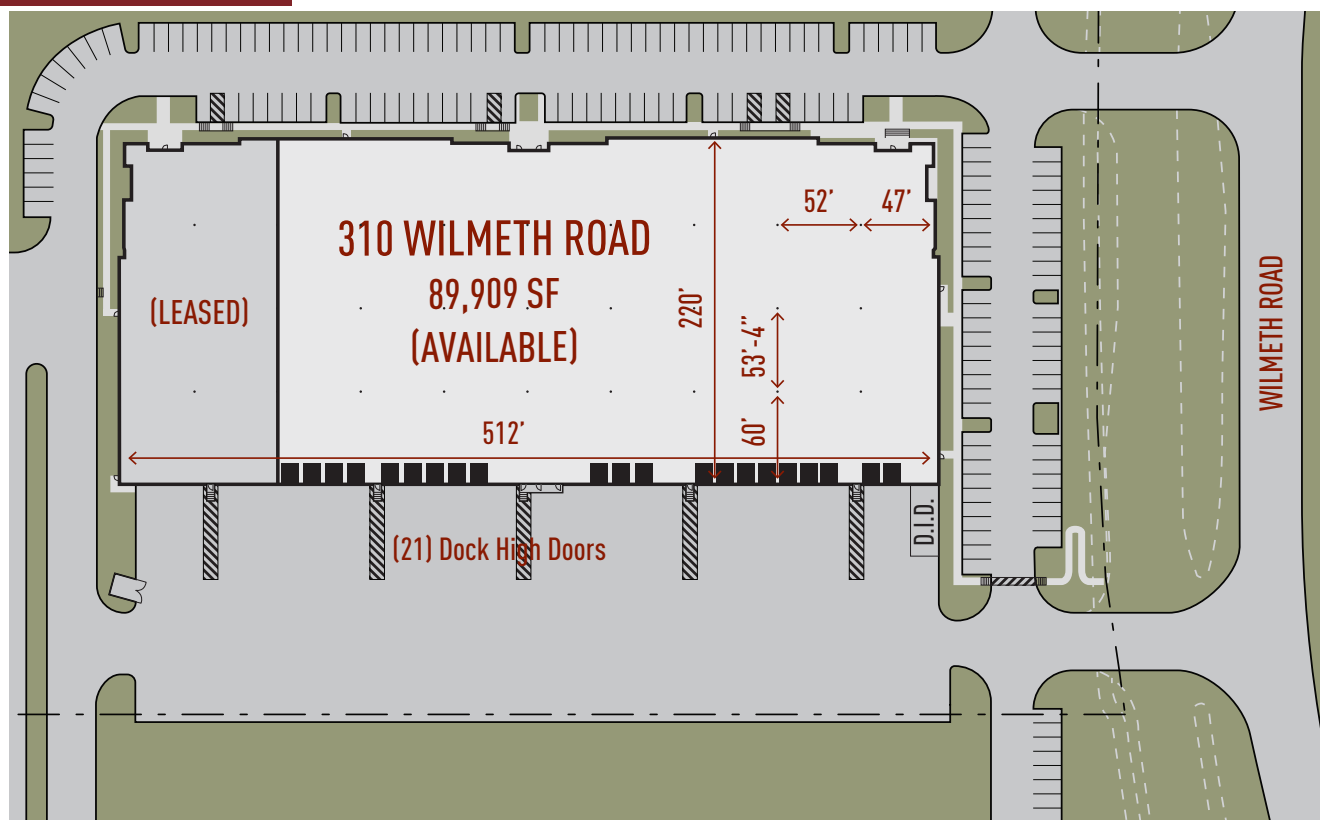 52’
47’
310 WILMETH ROAD
89,909 SF
(AVAILABLE)
(LEASED)
220’
53’-4”
60’
512’
WILMETH ROAD
D.I.D.
(21) Dock High Doors